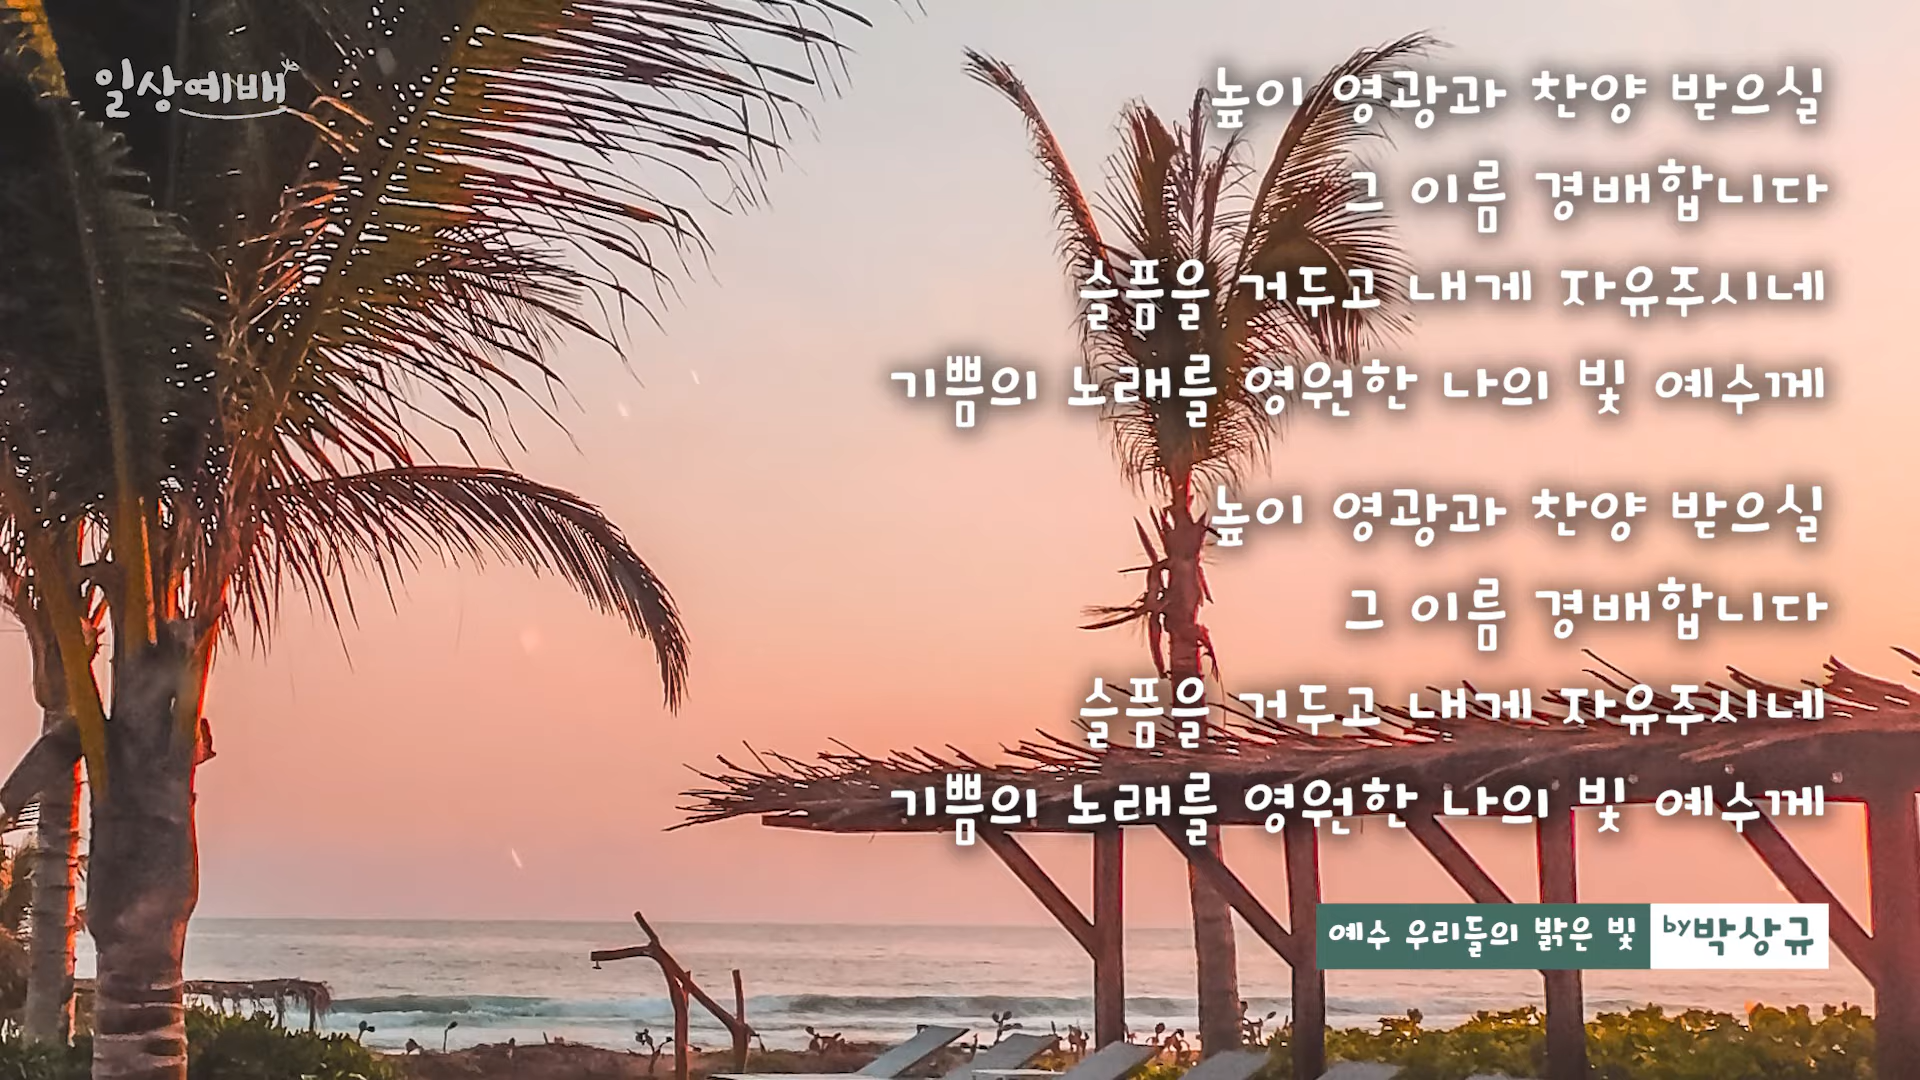 일상예배
높이 영광과 찬양 받으실
그 이름 경배합니다
슬픔을 거두고 내게 자유주시네
기쁨의 노래를 영원한 나의 빛 예수께
높이 영광과 찬양 받으실
그 이름 경배합니다
슬픔을 거두고 내게 자유주시네
기쁨의 노래를 영원한 나의 빛 예수께
예수 우리들의 밝은 빛 by박상규